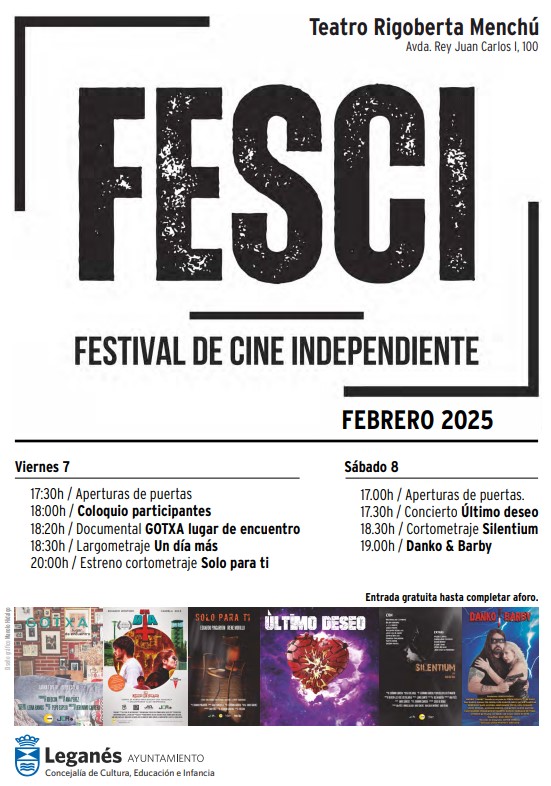 Teatro Rigoberta Menchú
Avda. Rey Juan Carlos I, 100
FESCI
FESTIVAL DE CINE INDEPENDIENTE
FEBRERO 2025
Viernes 7
17:30h / Aperturas de puertas
18:00h / Coloquio participantes
18:20h / Documental GOTXA lugar de encuentro
18:30h / Largometraje Un día más
20:00h / Estreno cortometraje Solo para ti
Sábado 8
17.00h / Aperturas de puertas.
17.30h / Concierto Último deseo
18.30h / Cortometraje Silentium
19.00h / Danko & Barby
Entrada gratuita hasta completar aforo.
GOTXA
DÍA
SOLO PARA TI
ÚLTIMO DESEO
SILENTIUM
DANKO & BARBY
Leganés AYUNTAMIENTO
Concejalía de Cultura, Educación e Infancia